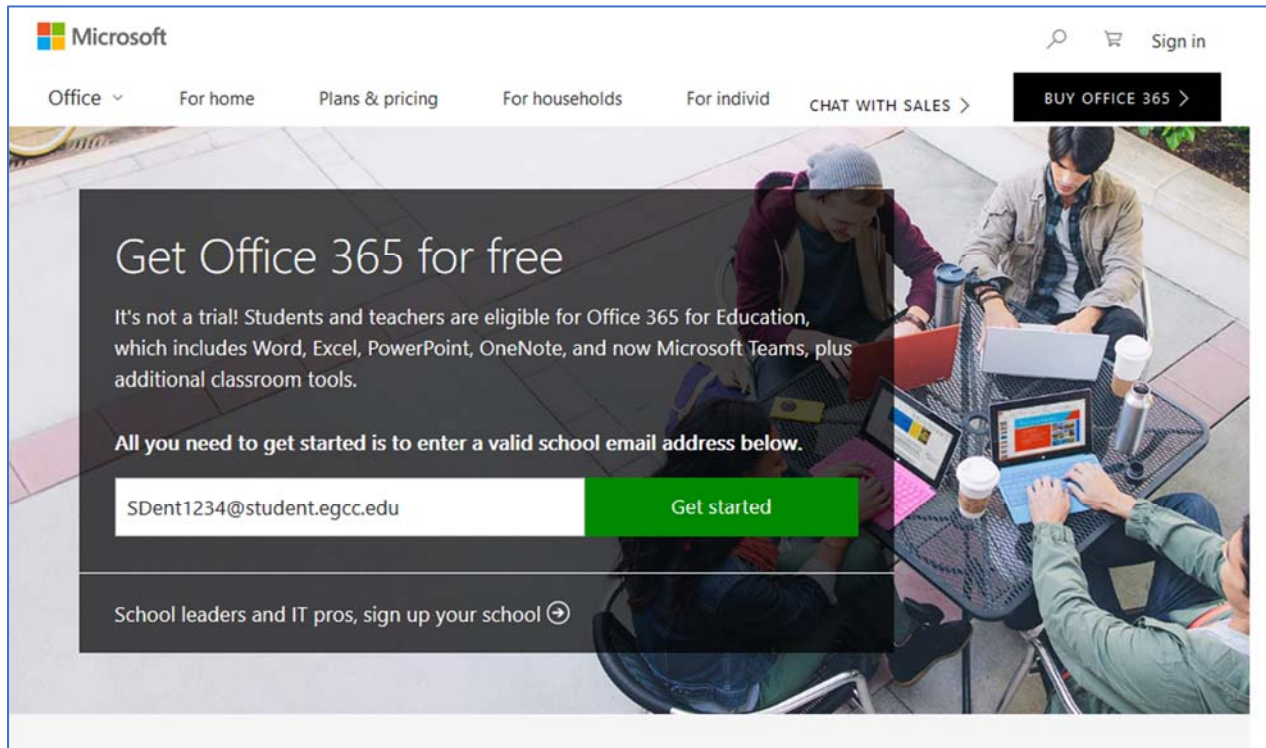 Microsoft
Sign in
Office
For home
Plans & pricing
For households
For individ
CHAT WITH SALES >
BUY OFFICE 365 >
Get Office 365 for free
It's not a trial! Students and teachers are eligible for Office 365 for Education,
which includes Word, Excel, PowerPoint, OneNote, and now Microsoft Teams, plus
additional classroom tools.
All you need to get started is to enter a valid school email address below.
SDent1234@student.egcc.edu
Get started
School leaders and IT pros, sign up your school